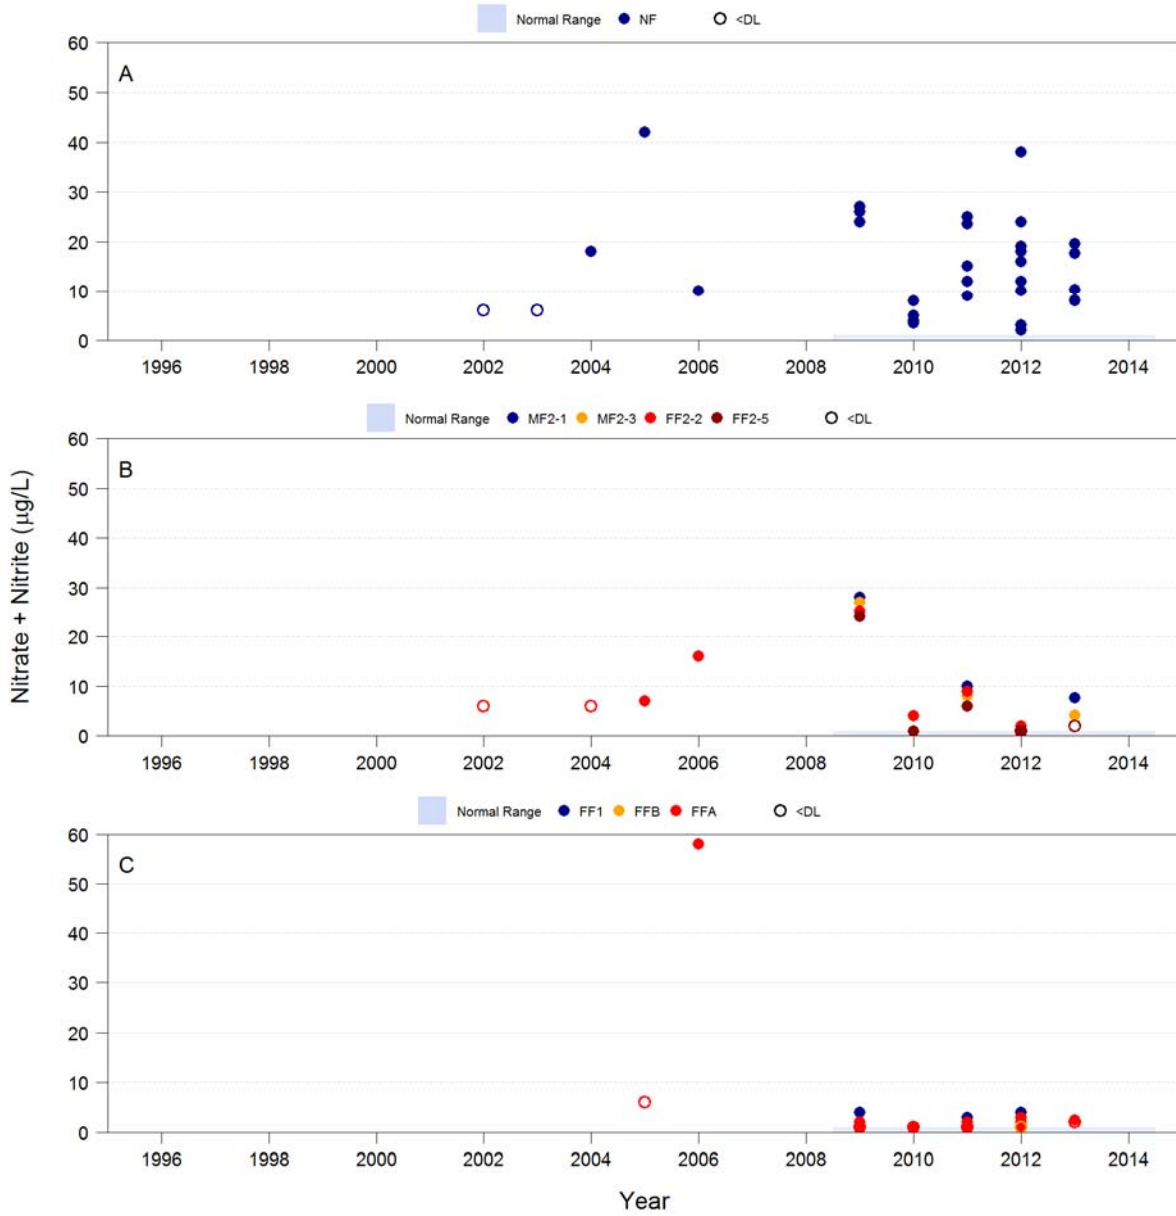 Normal Range NF <DL
A
60
50
40
30
20
10
0
1996 1998 2000 2002 2004 2006 2008 2010 2012 2014
Normal Range MF2-1 MF2-3 FF2-2 FF2-5 <DL
B
60
50
40
30
20
10
0
1996 1998 2000 2002 2004 2006 2008 2010 2012 2014
Nitrate + Nitrite (µg/L)
Normal Range FF1 FFB FFA <DL
C
60
50
40
30
20
10
0
1996 1998 2000 2002 2004 2006 2008 2010 2012 2014
Year